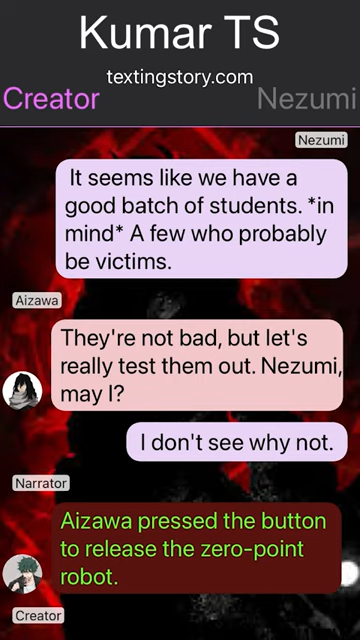 Kumar TS
textingstory.com
Creator
Nezumi
Nezumi
It seems like we have a
good batch of students. *in
mind* A few who probably
be victims.
Aizawa
They're not bad, but let's
really test them out. Nezumi,
may I?
I don't see why not.
Narrator
Aizawa pressed the button
to release the zero-point
robot.
Creator